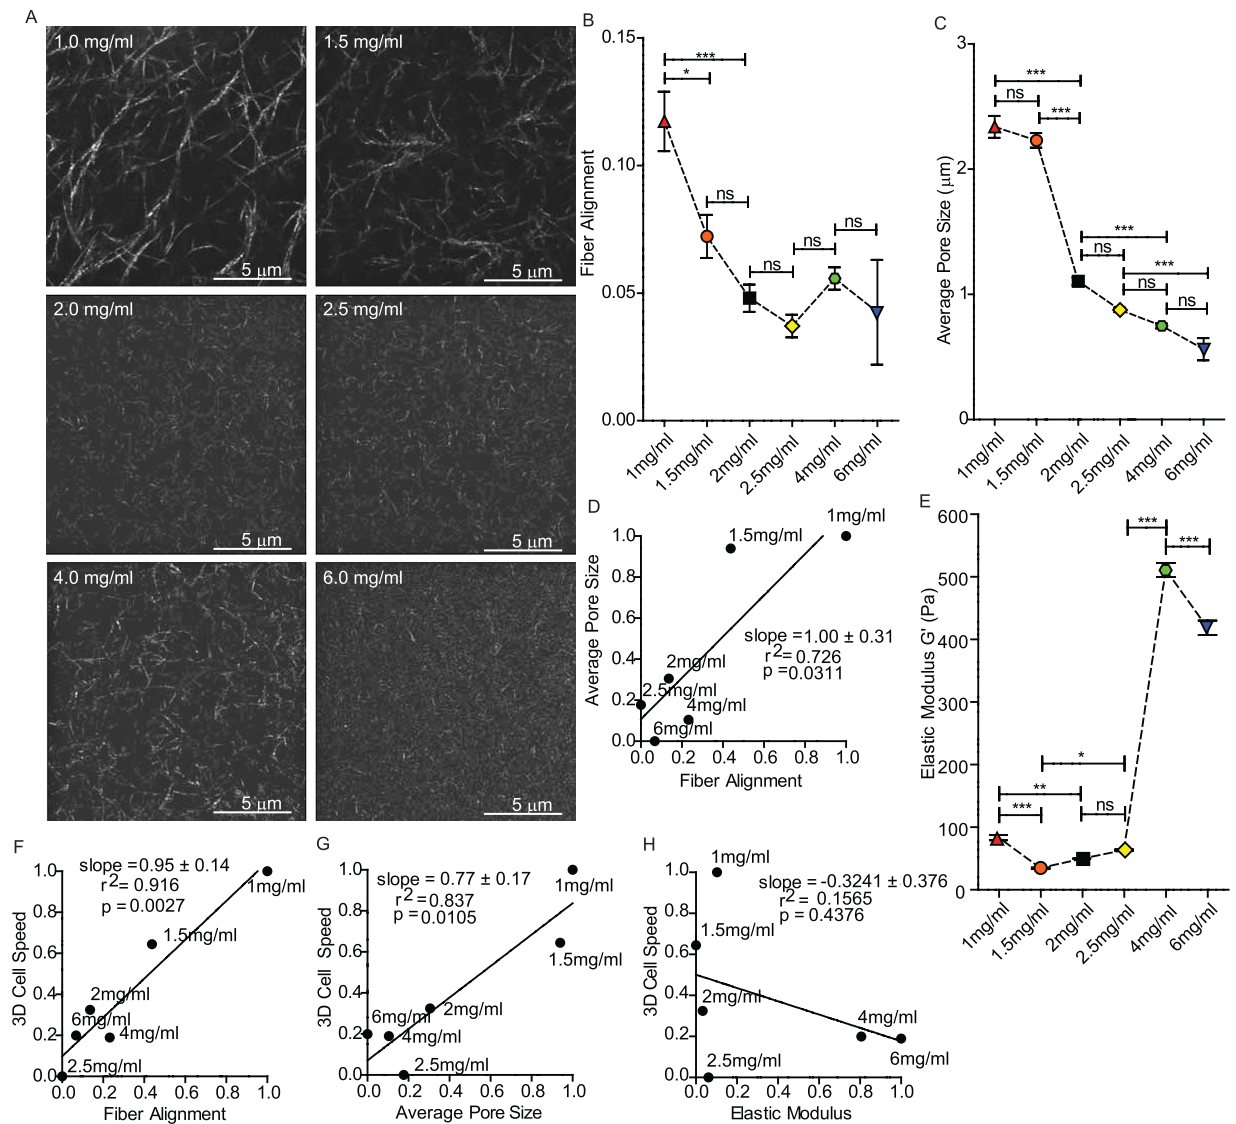 A
1.0 mg/ml
5 µm
1.5 mg/ml
5 µm
2.0 mg/ml
5 µm
2.5 mg/ml
5 µm
4.0 mg/ml
5 µm
6.0 mg/ml
5 µm
B
Fiber Alignment
0.15
0.10
0.05
0.00
***
*
ns
ns
ns
ns
1mg/ml
1.5mg/ml
2mg/ml
2.5mg/ml
4mg/ml
6mg/ml
C
Average Pore Size (µm)
3
2
1
0
***
ns
***
***
ns
***
ns
ns
1mg/ml
1.5mg/ml
2mg/ml
2.5mg/ml
4mg/ml
6mg/ml
D
Average Pore Size
1.0
0.8
0.6
0.4
0.2
0.0
1mg/ml
1.5mg/ml
slope =1.00 ± 0.31
r2= 0.726
p =0.0311
2mg/ml
2.5mg/ml
4mg/ml
6mg/ml
0.0 0.2 0.4 0.6 0.8 1.0
Fiber Alignment
E
Elastic Modulus G' (Pa)
600
500
400
300
200
100
0
***
***
*
**
***
ns
1mg/ml
1.5mg/ml
2mg/ml
2.5mg/ml
4mg/ml
6mg/ml
F
3D Cell Speed
1.0
0.8
0.6
0.4
0.2
0.0
slope =0.95 ± 0.14
r2= 0.916
p =0.0027
1mg/ml
1.5mg/ml
2mg/ml
6mg/ml
4mg/ml
2.5mg/ml
0.0 0.2 0.4 0.6 0.8 1.0
Fiber Alignment
G
3D Cell Speed
1.0
0.8
0.6
0.4
0.2
0.0
slope = 0.77 ± 0.17
r2= 0.837
p =0.0105
1mg/ml
1.5mg/ml
2mg/ml
6mg/ml
4mg/ml
2.5mg/ml
0.0 0.2 0.4 0.6 0.8 1.0
Average Pore Size
H
3D Cell Speed
1.0
0.8
0.6
0.4
0.2
0.0
1mg/ml
slope = -0.3241 ± 0.376
r2= 0.1565
p = 0.4376
1.5mg/ml
2mg/ml
4mg/ml
6mg/ml
2.5mg/ml
0.0 0.2 0.4 0.6 0.8 1.0
Elastic Modulus